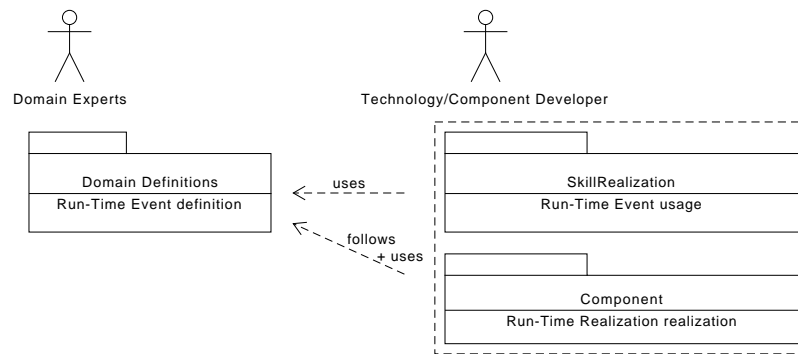 Domain Experts
Technology/Component Developer
Domain Definitions
Run-Time Event definition
uses
follows
+ uses
SkillRealization
Run-Time Event usage
Component
Run-Time Realization realization